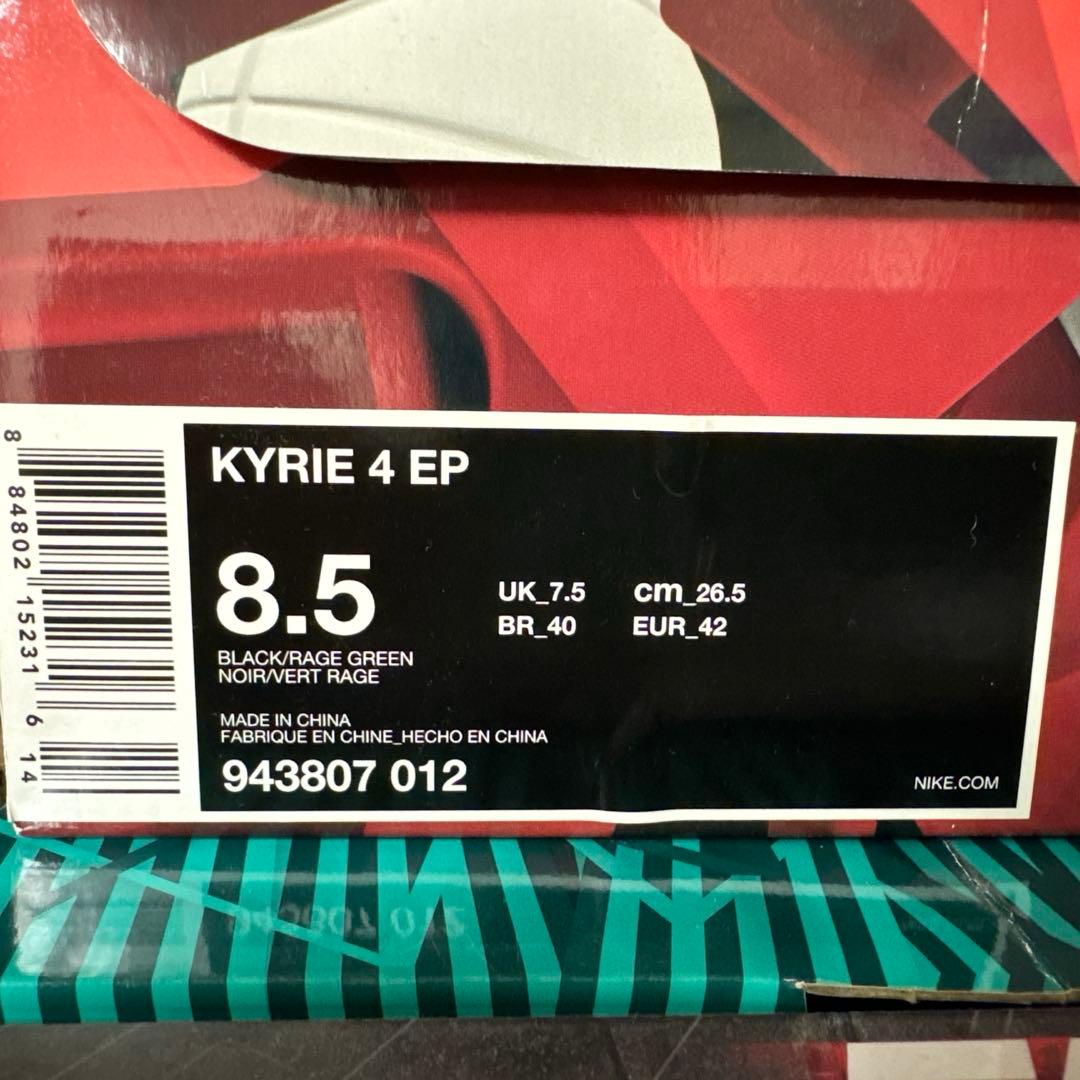 KYRIE 4 EP
8.5
UK_7.5 cm_26.5
BR_40 EUR_42
BLACK/RAGE GREEN
NOIR/VERT RAGE
MADE IN CHINA
FABRIQUE EN CHINE_HECHO EN CHINA
943807 012
NIKE.COM
8 84802 15231 6 14